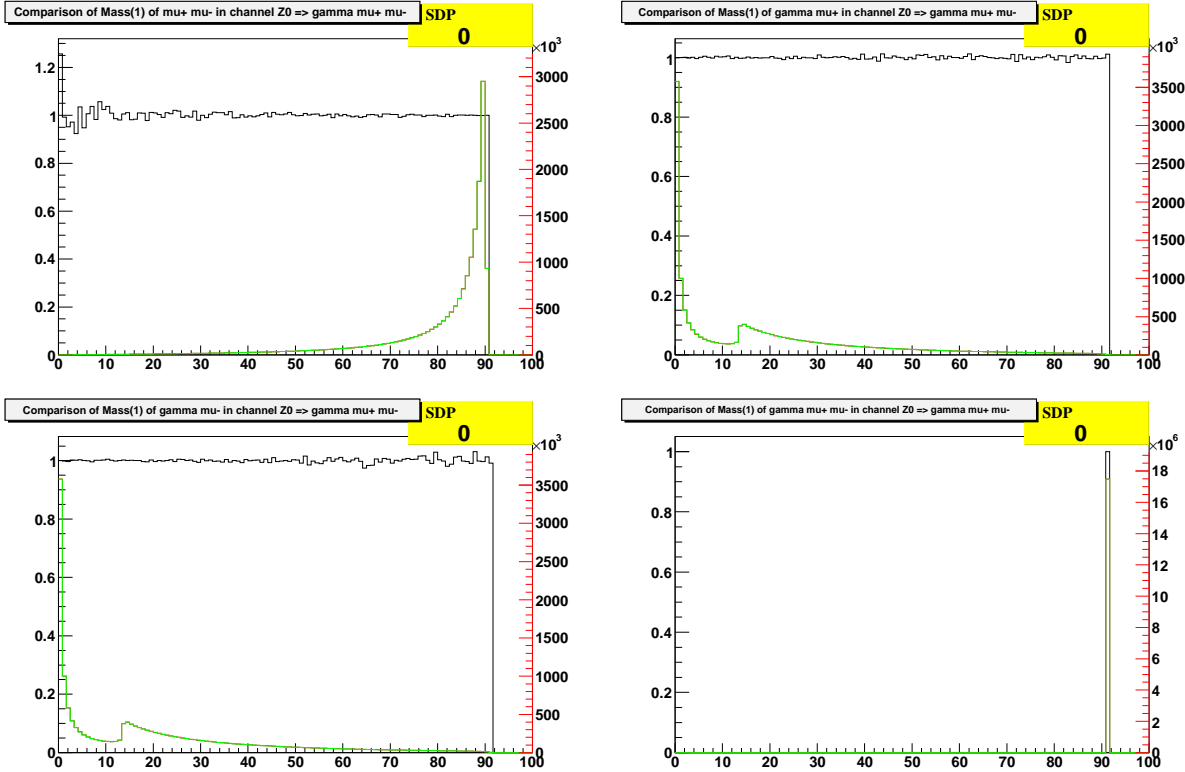 Comparison of Mass(1) of mu+ mu- in channel Z0 => gamma mu+ mu-
SDP
0
×10³
0 0.2 0.4 0.6 0.8 1 1.2
0 500 1000 1500 2000 2500 3000
0 10 20 30 40 50 60 70 80 90 100
Comparison of Mass(1) of gamma mu+ in channel Z0 => gamma mu+ mu-
SDP
0
×10³
0 0.2 0.4 0.6 0.8 1
0 500 1000 1500 2000 2500 3000 3500
0 10 20 30 40 50 60 70 80 90 100
Comparison of Mass(1) of gamma mu- in channel Z0 => gamma mu+ mu-
SDP
0
×10³
0 0.2 0.4 0.6 0.8 1
0 500 1000 1500 2000 2500 3000 3500
0 10 20 30 40 50 60 70 80 90 100
Comparison of Mass(1) of gamma mu+ mu- in channel Z0 => gamma mu+ mu-
SDP
0
×10⁶
0 0.2 0.4 0.6 0.8 1
0 2 4 6 8 10 12 14 16 18
0 10 20 30 40 50 60 70 80 90 100